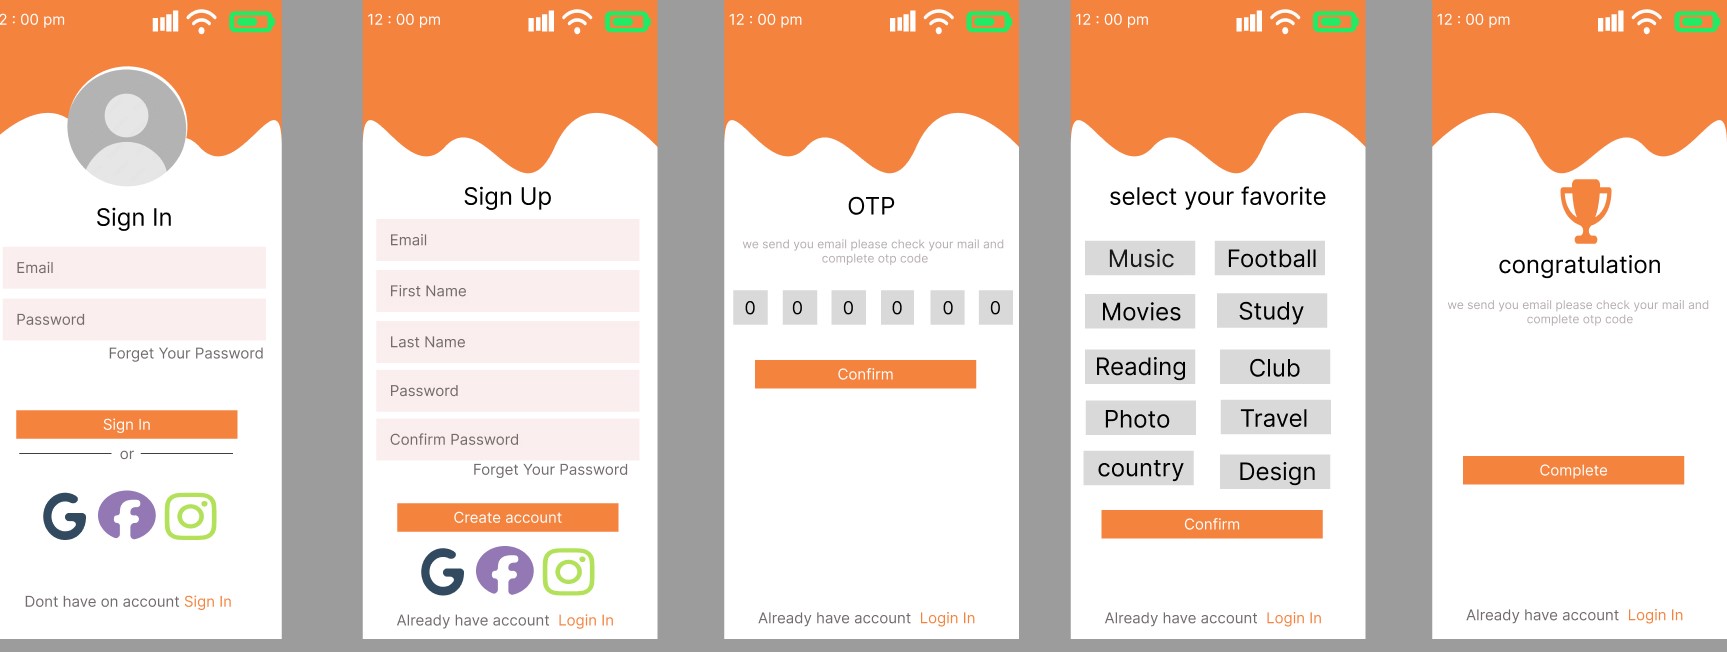 2 : 00 pm
Sign In
Email
Password
Forget Your Password
Sign In
or
Dont have on account Sign In
12 : 00 pm
Sign Up
Email
First Name
Last Name
Password
Confirm Password
Forget Your Password
Create account
Already have account Login In
12 : 00 pm
OTP
we send you email please check your mail and
complete otp code
0 0 0 0 0 0
Confirm
Already have account Login In
12 : 00 pm
select your favorite
Music Football
Movies Study
Reading Club
Photo Travel
country Design
Confirm
Already have account Login In
12 : 00 pm
congratulation
we send you email please check your mail and
complete otp code
Complete
Already have account Login In